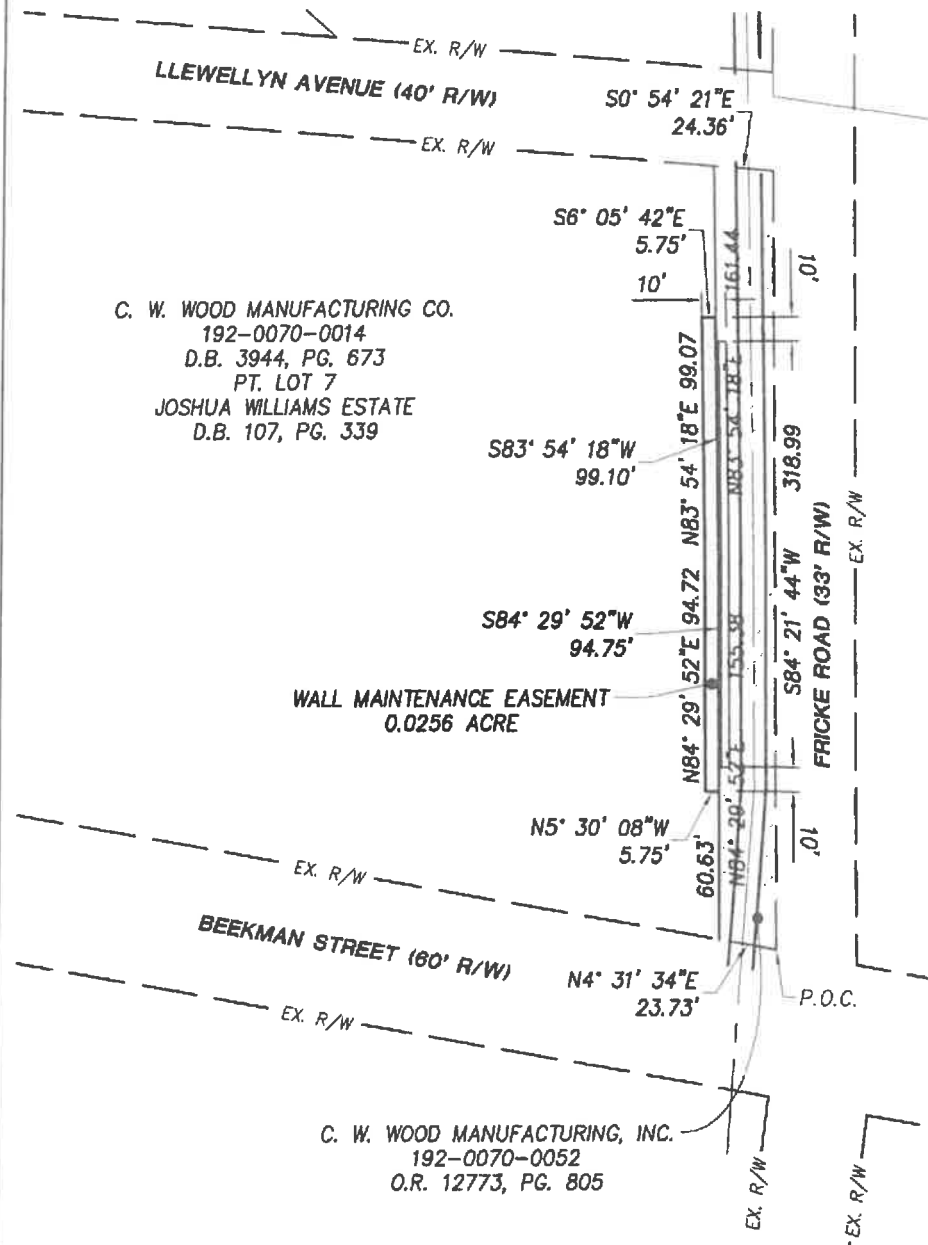 EX. R/W
LLEWELLYN AVENUE (40' R/W)
EX. R/W
S0° 54' 21"E
24.36'
S6° 05' 42"E
5.75'
10'
161.44
10'
C. W. WOOD MANUFACTURING CO.
192-0070-0014
D.B. 3944, PG. 673
PT. LOT 7
JOSHUA WILLIAMS ESTATE
D.B. 107, PG. 339
N83° 54' 18"E 99.07
N83° 54' 18"E
S83° 54' 18"W
99.10'
318.99
S84° 21' 44"W
FRICKE ROAD (33' R/W)
EX. R/W
N84° 29' 52"E 94.72
S84° 29' 52"W
94.75'
155.38
N84° 29' 52"E
WALL MAINTENANCE EASEMENT
0.0256 ACRE
N5° 30' 08"W
5.75'
60.63'
10'
EX. R/W
BEEKMAN STREET (60' R/W)
EX. R/W
N4° 31' 34"E
23.73'
P.O.C.
C. W. WOOD MANUFACTURING, INC.
192-0070-0052
O.R. 12773, PG. 805
EX. R/W
EX. R/W